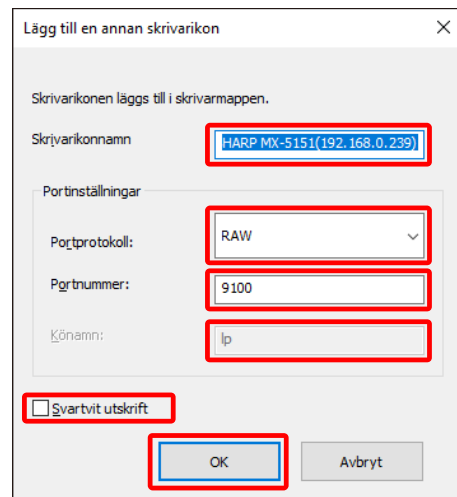 Lägg till en annan skrivarikon
Skrivarikonen läggs till i skrivarmappen.
Skrivarikonnamn
HARP MX-5151(192.168.0.239)
Portinställningar
Portprotokoll:
RAW
Portnummer:
9100
Könamn:
lp
Svartvit utskrift
OK
Avbryt